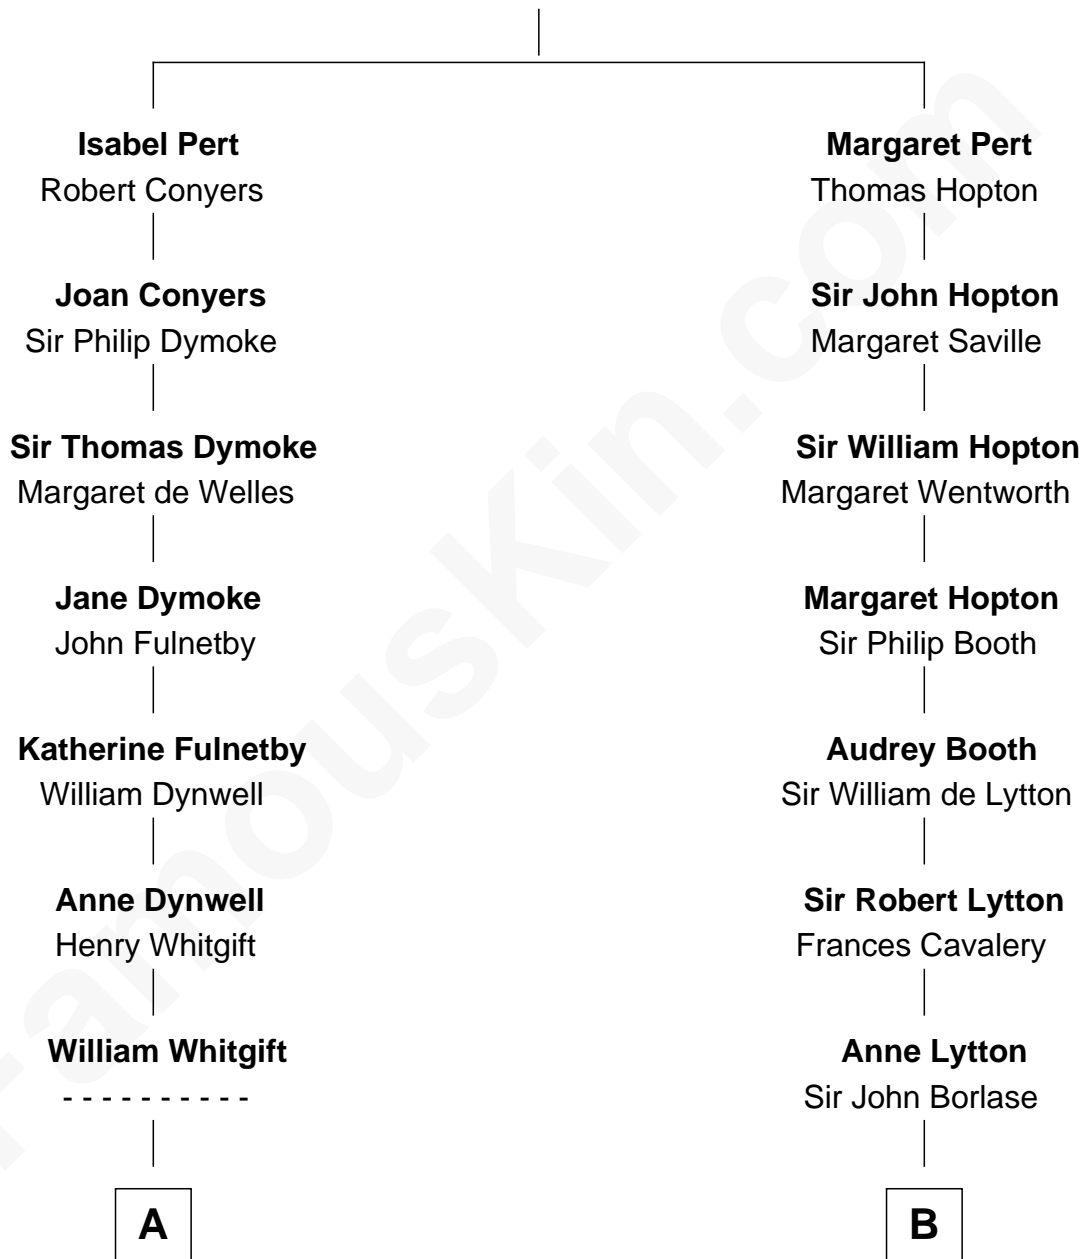 Isabel Pert
Robert Conyers
Joan Conyers
Sir Philip Dymoke
Sir Thomas Dymoke
Margaret de Welles
Jane Dymoke
John Fulnetby
Katherine Fulnetby
William Dynwell
Anne Dynwell
Henry Whitgift
William Whitgift
- - - - - - - - - -
A
Margaret Pert
Thomas Hopton
Sir John Hopton
Margaret Saville
Sir William Hopton
Margaret Wentworth
Margaret Hopton
Sir Philip Booth
Audrey Booth
Sir William de Lytton
Sir Robert Lytton
Frances Cavalery
Anne Lytton
Sir John Borlase
B
FamousKin.com